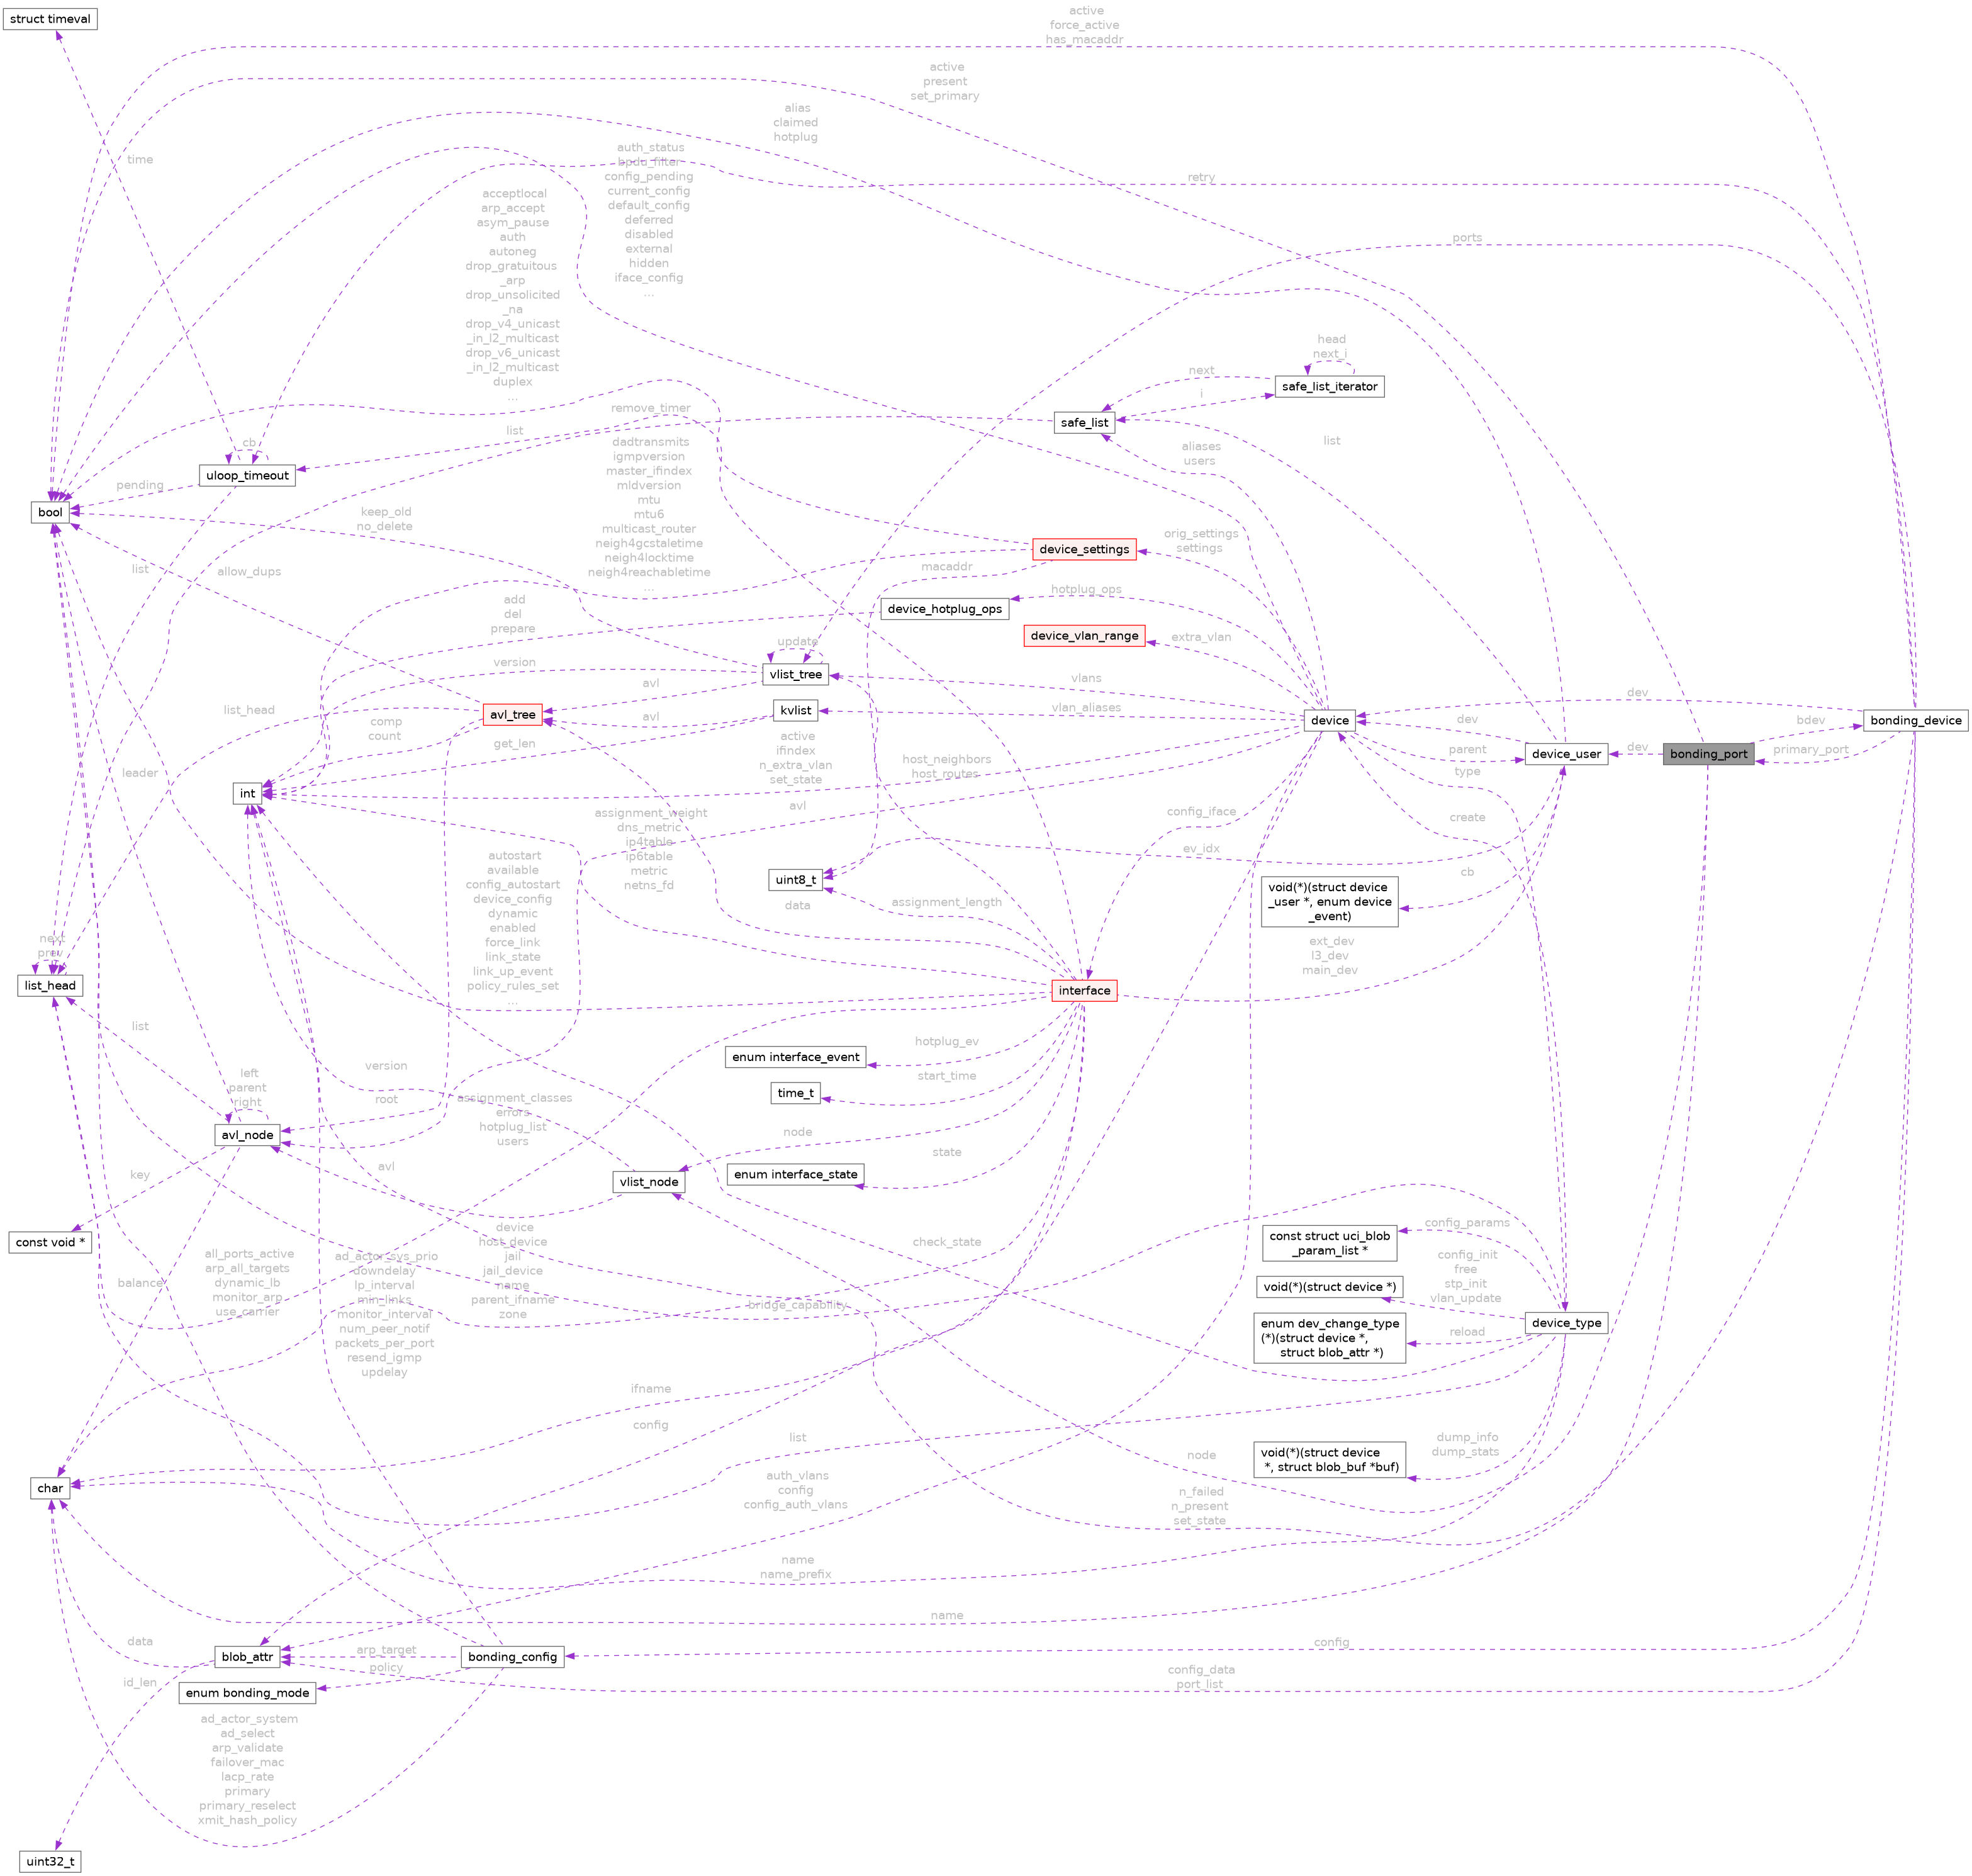 struct timeval
active
force_active
has_macaddr
active
present
set_primary
alias
claimed
hotplug
time
auth_status
bpdu_filter
config_pending
current_config
default_config
deferred
disabled
external
hidden
iface_config
...
retry
acceptlocal
arp_accept
asym_pause
auth
autoneg
drop_gratuitous
_arp
drop_unsolicited
_na
drop_v4_unicast
_in_l2_multicast
drop_v6_unicast
_in_l2_multicast
duplex
...
ports
head
next_i
next
safe_list_iterator
i
safe_list
remove_timer
list
cb
aliases
users
list
uloop_timeout
pending
bool
keep_old
no_delete
dadtransmits
igmpversion
master_ifindex
mldversion
mtu
mtu6
multicast_router
neigh4gcstaletime
neigh4locktime
neigh4reachabletime
...
orig_settings
settings
device_settings
macaddr
list
allow_dups
add
del
prepare
device_hotplug_ops
hotplug_ops
device_vlan_range
extra_vlan
update
version
vlist_tree
vlans
avl
dev
list_head
avl_tree
comp
count
avl
kvlist
vlan_aliases
device
dev
bdev
bonding_device
parent
device_user
dev
bonding_port
primary_port
get_len
active
ifindex
n_extra_vlan
set_state
host_neighbors
host_routes
type
leader
int
avl
config_iface
create
assignment_weight
dns_metric
ip4table
ip6table
metric
netns_fd
ev_idx
uint8_t
void(*)(struct device
_user *, enum device
_event)
cb
autostart
available
config_autostart
device_config
dynamic
enabled
force_link
link_state
link_up_event
policy_rules_set
...
data
assignment_length
next
prev
list_head
ext_dev
l3_dev
main_dev
interface
list
enum interface_event
hotplug_ev
version
left
parent
right
time_t
start_time
root
assignment_classes
errors
hotplug_list
users
avl_node
node
key
avl
vlist_node
enum interface_state
state
const void *
device
host_device
jail
jail_device
name
parent_ifname
zone
check_state
const struct uci_blob
_param_list *
config_params
all_ports_active
arp_all_targets
dynamic_lb
monitor_arp
use_carrier
balance
ad_actor_sys_prio
downdelay
lp_interval
min_links
monitor_interval
num_peer_notif
packets_per_port
resend_igmp
updelay
bridge_capability
void(*)(struct device *)
config_init
free
stp_init
vlan_update
device_type
enum dev_change_type
(*)(struct device *,
struct blob_attr *)
reload
ifname
config
list
node
void(*)(struct device
*, struct blob_buf *buf)
dump_info
dump_stats
char
auth_vlans
config
config_auth_vlans
n_failed
n_present
set_state
name
name_prefix
name
data
blob_attr
arp_target
bonding_config
config
policy
id_len
enum bonding_mode
config_data
port_list
ad_actor_system
ad_select
arp_validate
failover_mac
lacp_rate
primary
primary_reselect
xmit_hash_policy
uint32_t